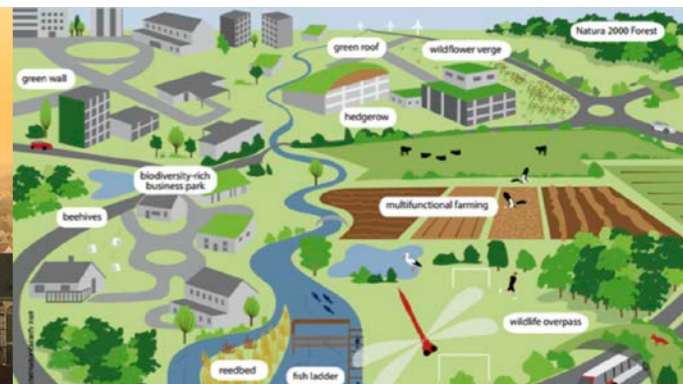 Natura 2000 Forest
green roof
wildflower verge
green wall
hedgerow
biodiversity-rich
business park
multifunctional farming
beehives
wildlife overpass
reedbed
fish ladder